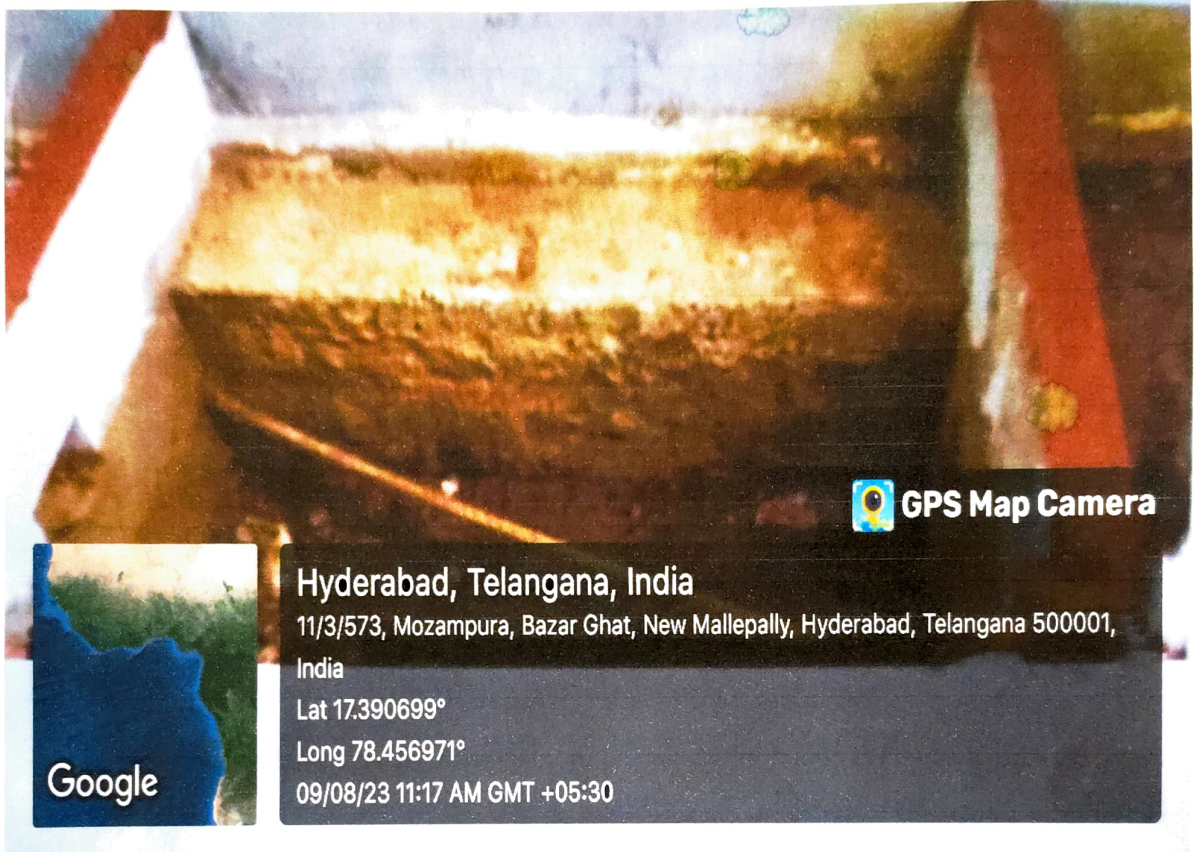 GPS Map Camera
Hyderabad, Telangana, India
11/3/573, Mozampura, Bazar Ghat, New Mallepally, Hyderabad, Telangana 500001,
India
Lat 17.390699°
Long 78.456971°
09/08/23 11:17 AM GMT +05:30
Google